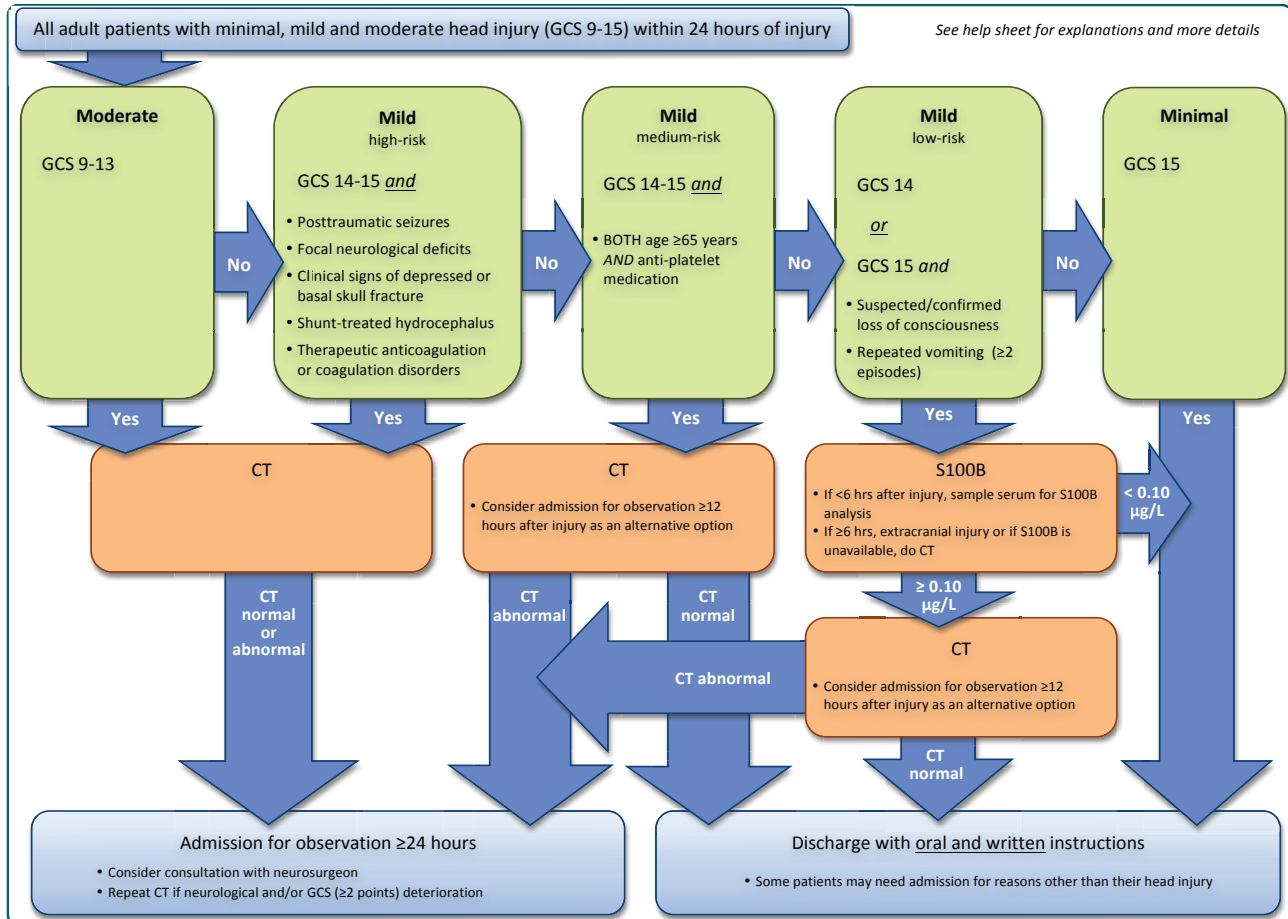 All adult patients with minimal, mild and moderate head injury (GCS 9-15) within 24 hours of injury
See help sheet for explanations and more details
Moderate
GCS 9-13
No
Mild
high-risk
GCS 14-15 and
• Posttraumatic seizures
• Focal neurological deficits
• Clinical signs of depressed or
basal skull fracture
• Shunt-treated hydrocephalus
• Therapeutic anticoagulation
or coagulation disorders
No
Mild
medium-risk
GCS 14-15 and
• BOTH age ≥65 years
AND anti-platelet
medication
No
Mild
low-risk
GCS 14
or
GCS 15 and
• Suspected/confirmed
loss of consciousness
• Repeated vomiting (≥2
episodes)
No
Minimal
GCS 15
Yes
Yes
Yes
Yes
Yes
CT
CT
• Consider admission for observation ≥12
hours after injury as an alternative option
S100B
• If <6 hrs after injury, sample serum for S100B
analysis
• If ≥6 hrs, extracranial injury or if S100B is
unavailable, do CT
< 0.10
µg/L
CT
normal
or
abnormal
CT
abnormal
CT
normal
≥ 0.10
µg/L
CT
• Consider admission for observation ≥12
hours after injury as an alternative option
CT abnormal
CT
normal
Admission for observation ≥24 hours
• Consider consultation with neurosurgeon
• Repeat CT if neurological and/or GCS (≥2 points) deterioration
Discharge with oral and written instructions
• Some patients may need admission for reasons other than their head injury